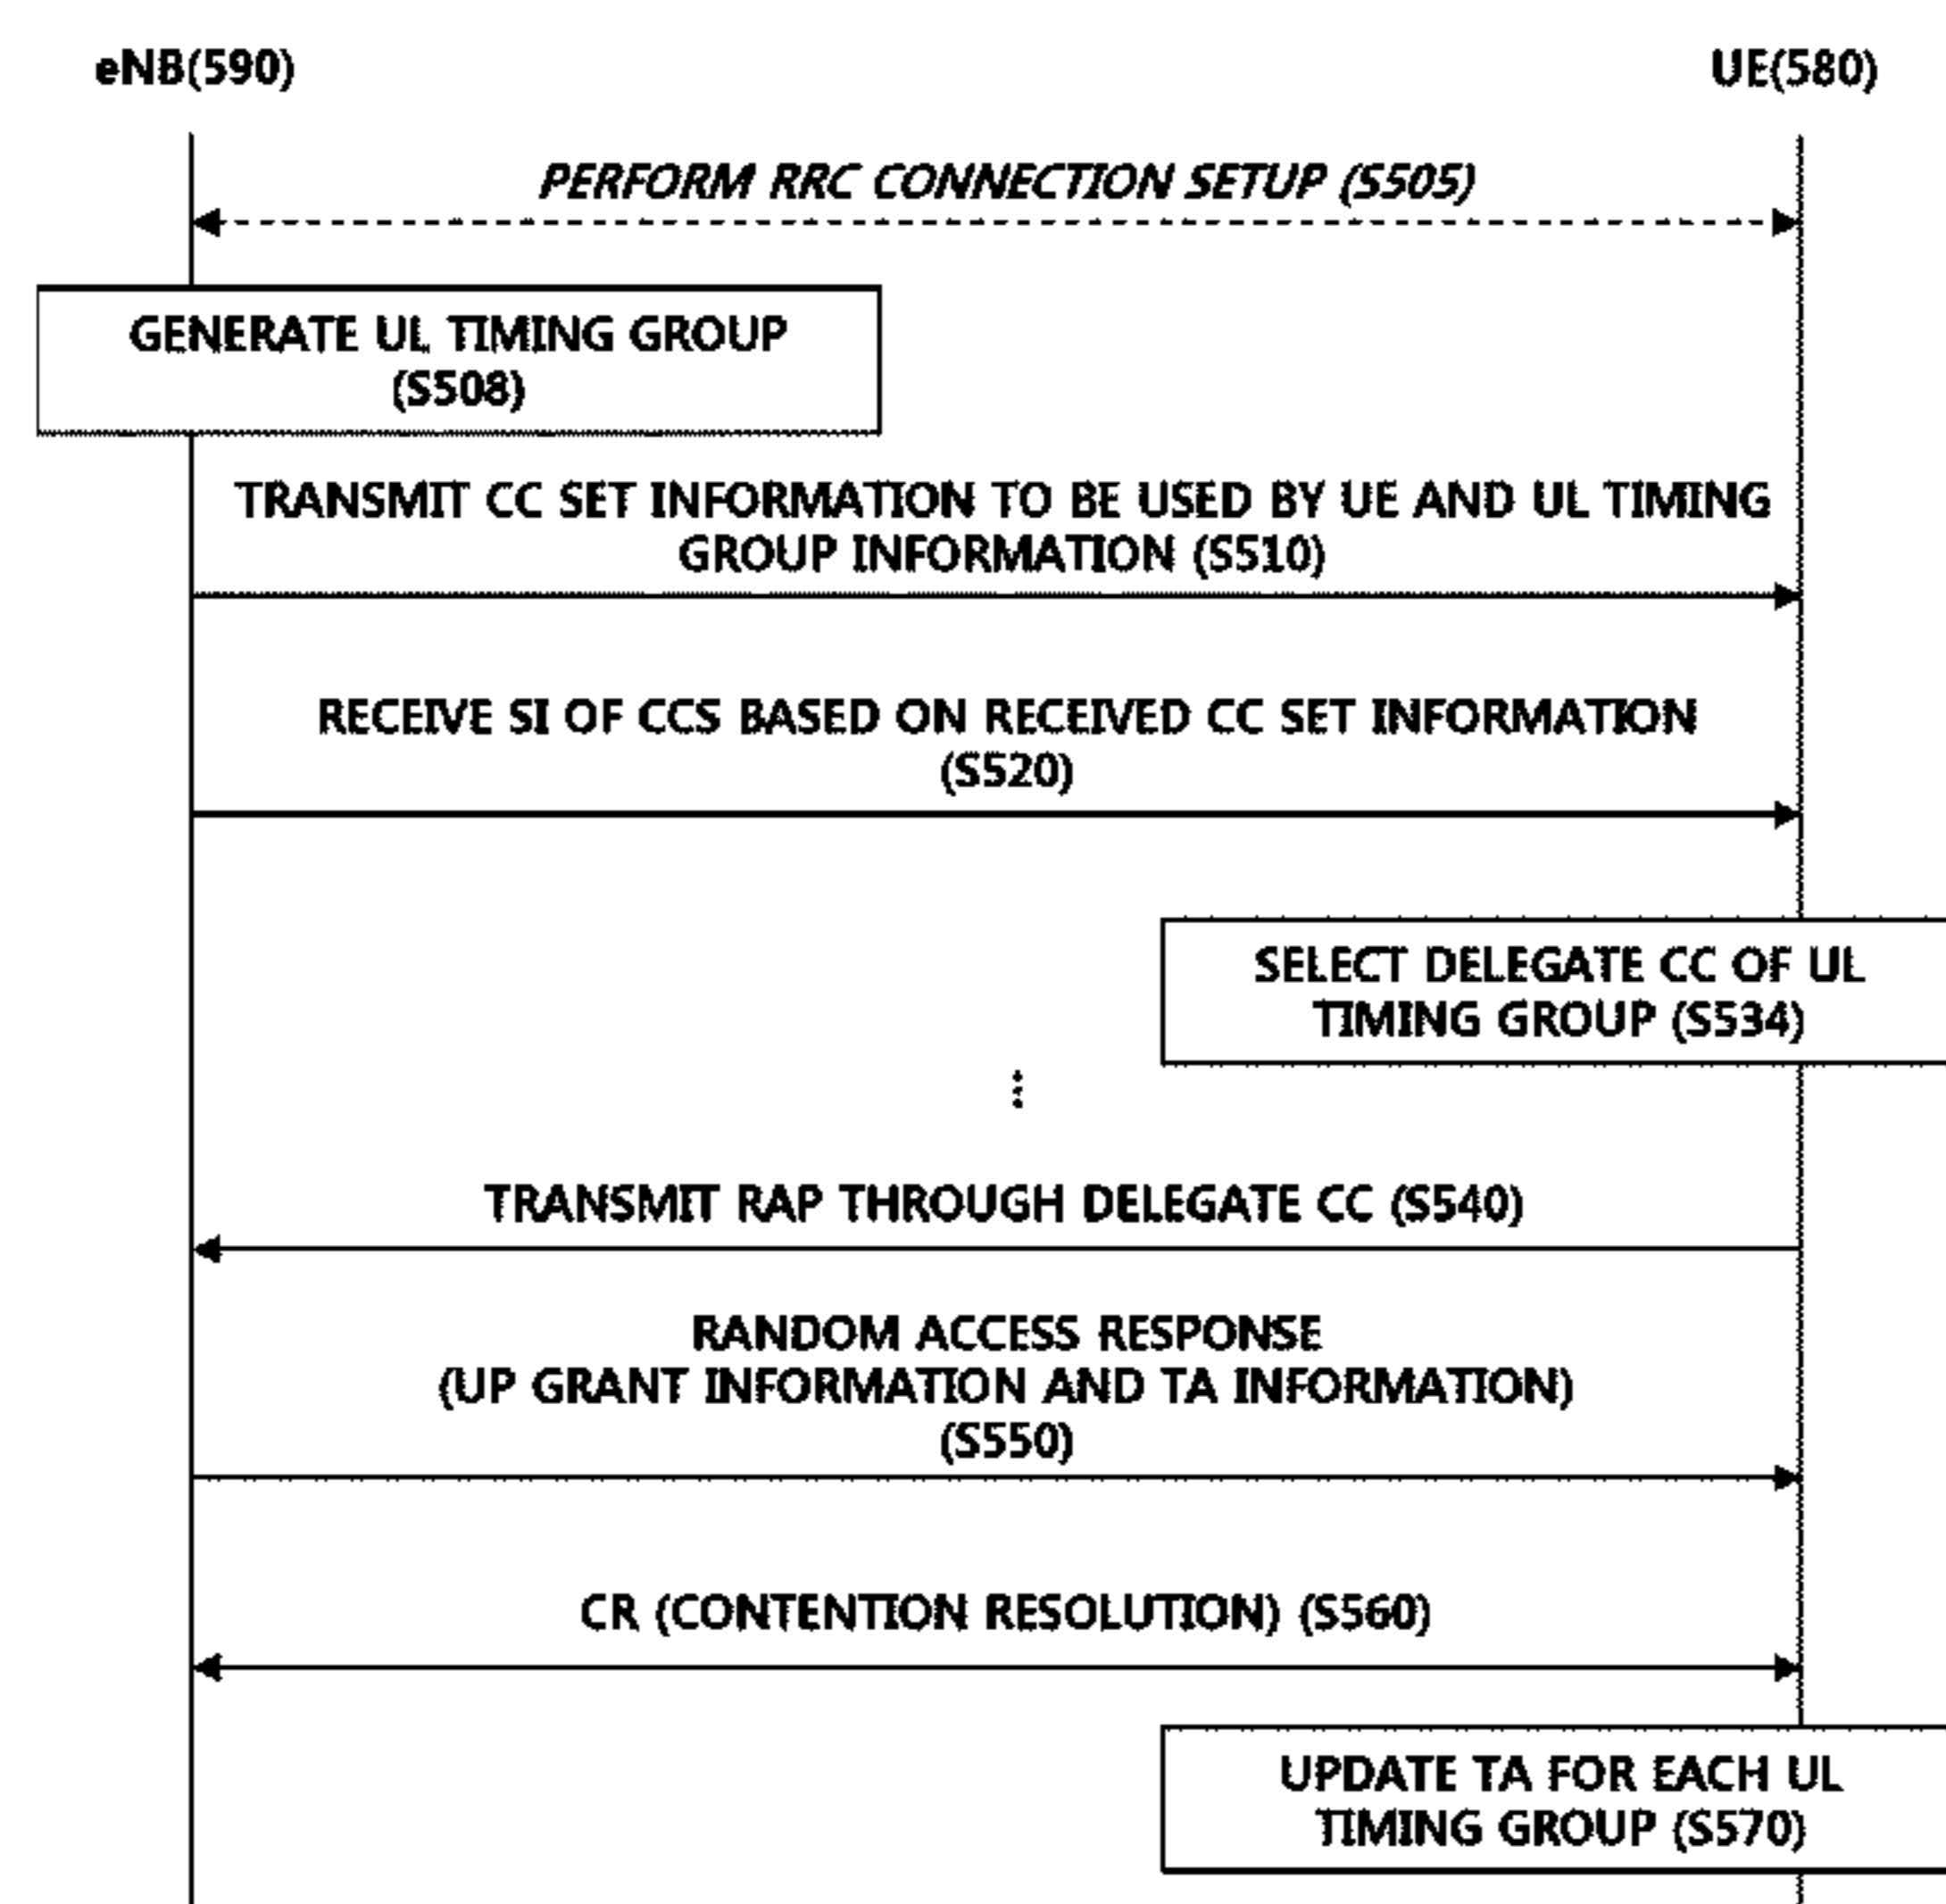 eNB(590)
UE(580)
PERFORM RRC CONNECTION SETUP (S505)
GENERATE UL TIMING GROUP
(S508)
TRANSMIT CC SET INFORMATION TO BE USED BY UE AND UL TIMING
GROUP INFORMATION (S510)
RECEIVE SI OF CCS BASED ON RECEIVED CC SET INFORMATION
(S520)
SELECT DELEGATE CC OF UL
TIMING GROUP (S534)
TRANSMIT RAP THROUGH DELEGATE CC (S540)
RANDOM ACCESS RESPONSE
(UP GRANT INFORMATION AND TA INFORMATION)
(S550)
CR (CONTENTION RESOLUTION) (S560)
UPDATE TA FOR EACH UL
TIMING GROUP (S570)